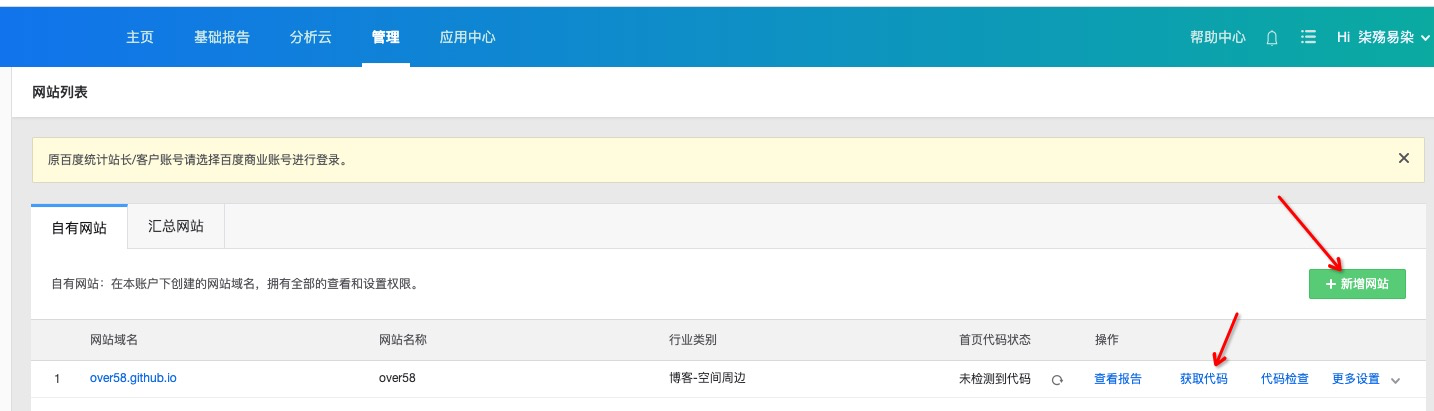 主页 基础报告 分析云 管理 应用中心 帮助中心 Hi 柒殇易染
网站列表
原百度统计站长/客户账号请选择百度商业账号进行登录。
自有网站 汇总网站
自有网站：在本账户下创建的网站域名，拥有全部的查看和设置权限。 + 新增网站
网站域名 网站名称 行业类别 首页代码状态 操作
1 over58.github.io over58 博客-空间周边 未检测到代码 查看报告 获取代码 代码检查 更多设置